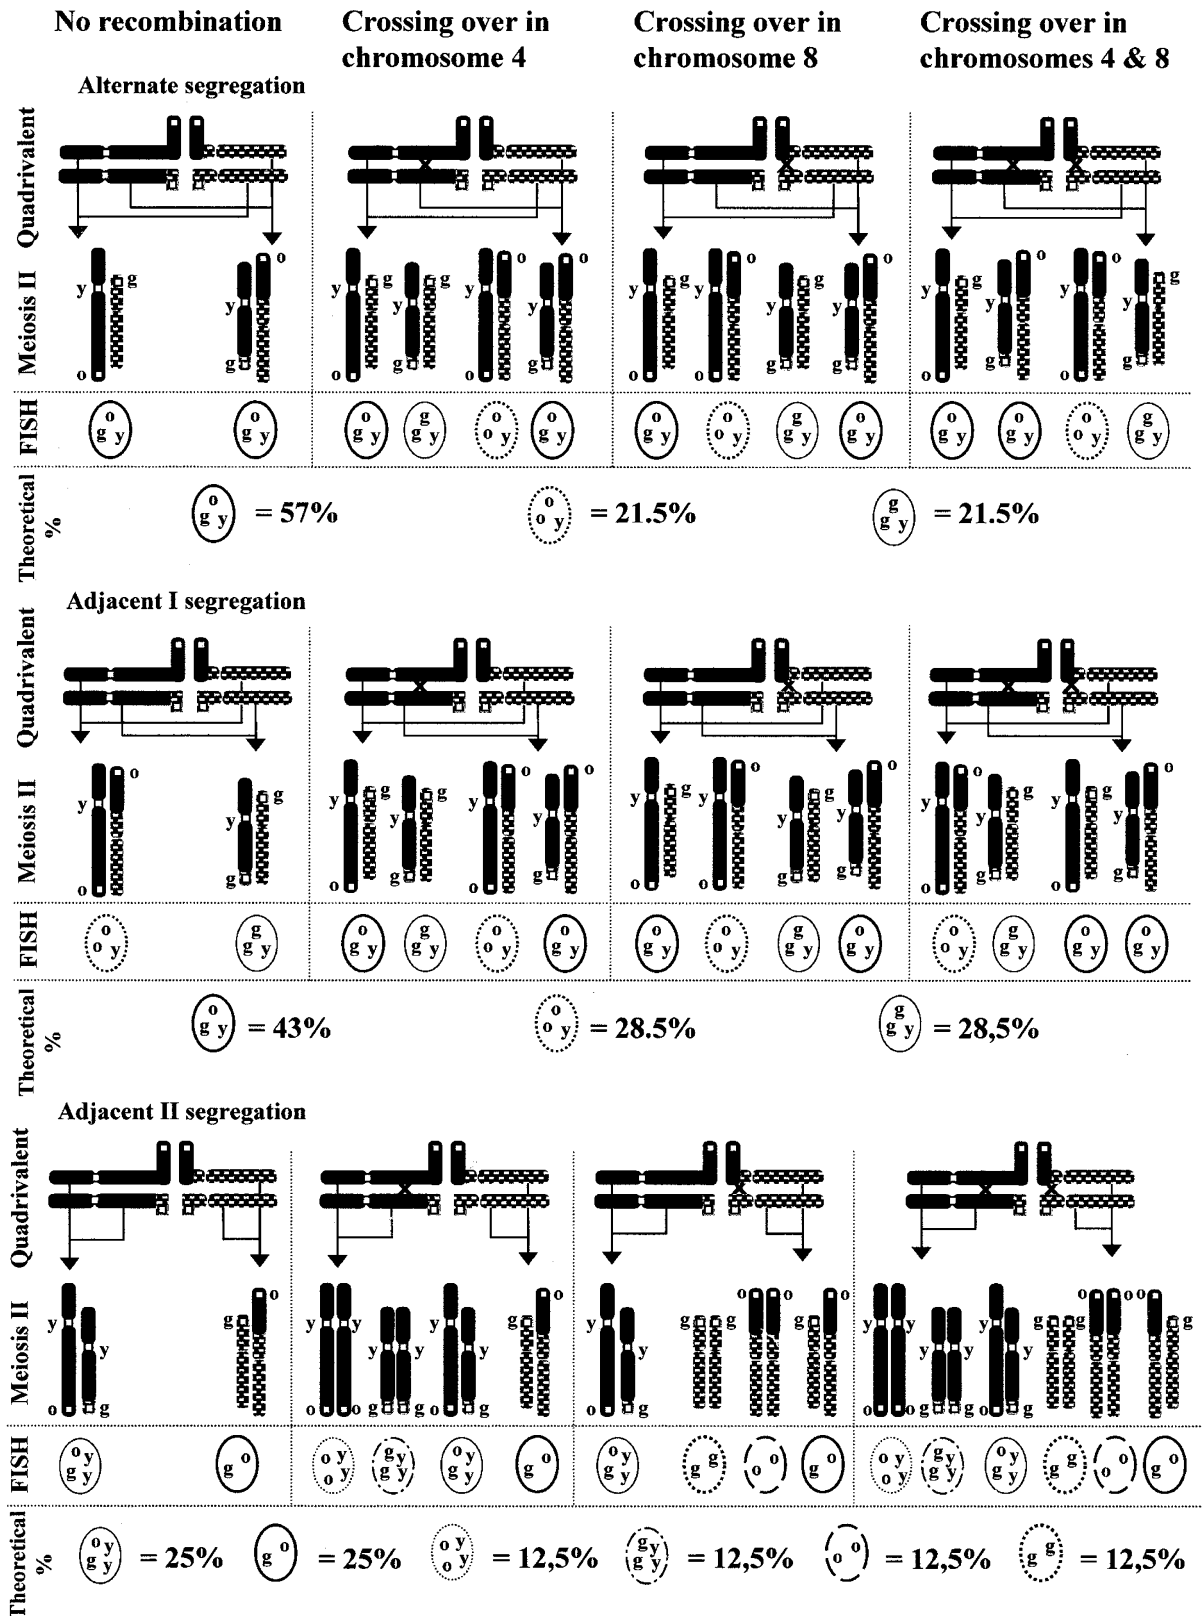 No recombination
Crossing over in
chromosome 4
Crossing over in
chromosome 8
Crossing over in
chromosomes 4 & 8
Alternate segregation
Quadrivalent
Meiosis II
y g o
y o g
y g o
y g g
o
y o g
y g o
o
y g g
y o g
y g o
y o g
o
y g g
FISH
o g y
o g y
o g y
g g y
o o y
o g y
o g y
o o y
g g y
o g y
o g y
o g y
o o y
g g y
Theoretical %
o g y = 57%
o o y = 21.5%
g g y = 21.5%
Adjacent I segregation
Quadrivalent
Meiosis II
y o o
y g g
y g o
y g g
o
y o g
y g o
o
y g g
y o g
y o
y g g
y o g
FISH
o o y
g g y
o g y
g g y
o o y
o g y
o g y
o o y
g g y
o g y
o o y
g g y
o g y
o g y
Theoretical %
o g y = 43%
o o y = 28.5%
g g y = 28,5%
Adjacent II segregation
Quadrivalent
Meiosis II
y y o g
g o
y y o o
y g g
y y o g
g o
y y o g
g g
o o
g o
y y o o
y g g
y y o g
g g
o o
o g
FISH
o y g y
g o
o y o y
g y g y
o y g y
g o
o y g y
g g
o o
g o
o y o y
g y g y
o y g y
g g
o o
g o
Theoretical %
o y g y = 25%
g o = 25%
o y o y = 12,5%
g y g y = 12,5%
o o = 12,5%
g g = 12,5%